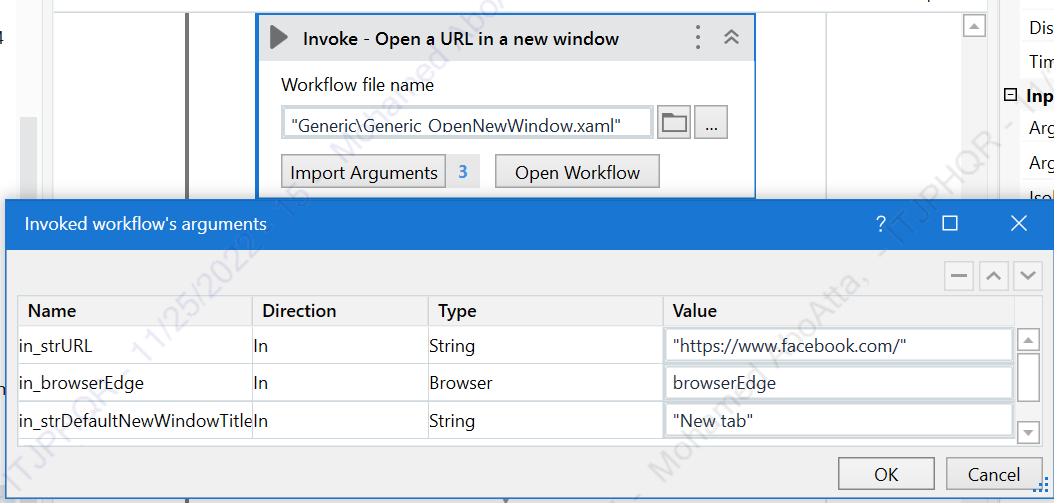 Invoke - Open a URL in a new window
Workflow file name
"Generic\Generic_OpenNewWindow.xaml"
...
Import Arguments 3 Open Workflow
Dis
Tim
Inp
Arg
Arg
Invoked workflow's arguments
?
Name Direction Type Value
in_strURL In String "https://www.facebook.com/"
in_browserEdge In Browser browserEdge
in_strDefaultNewWindowTitle In String "New tab"
OK Cancel